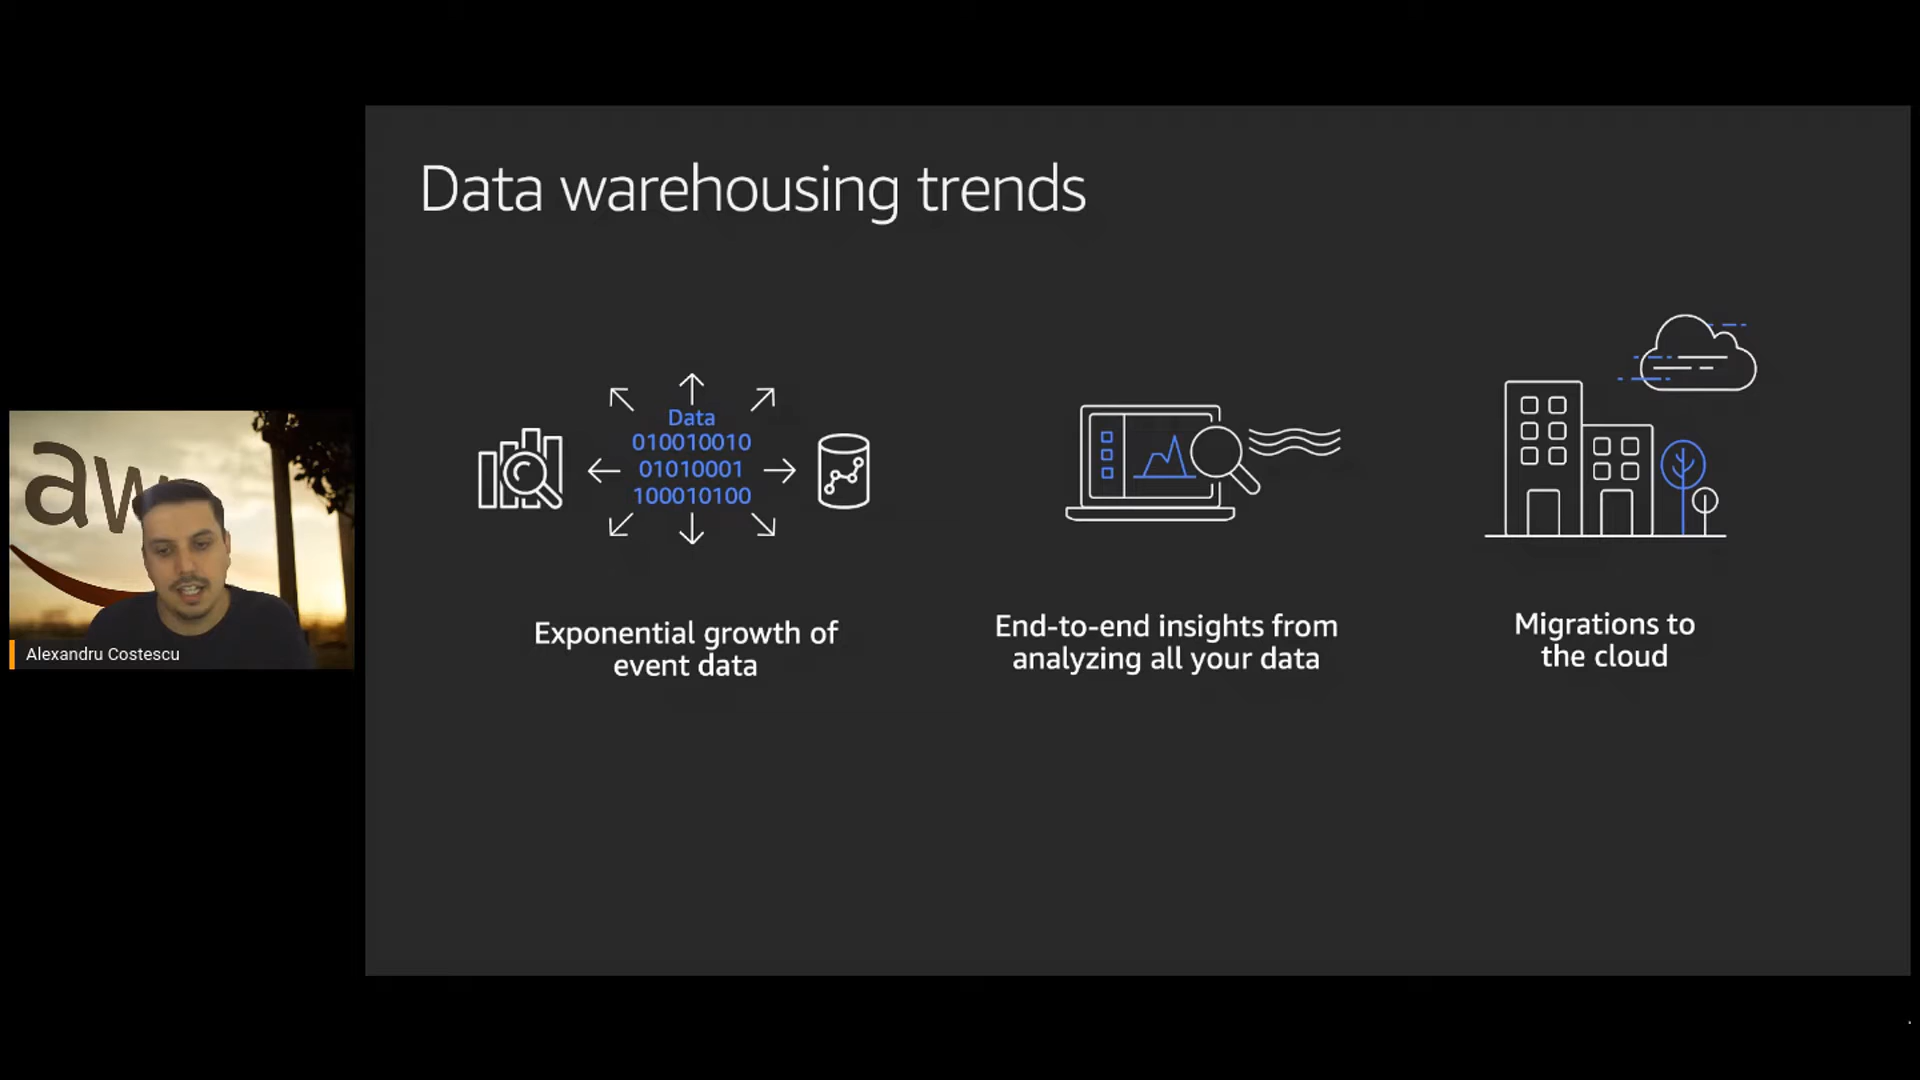 Data warehousing trends
Data
010010010
01010001
100010100
Exponential growth of
event data
End-to-end insights from
analyzing all your data
Migrations to
the cloud
aw
Alexandru Costescu